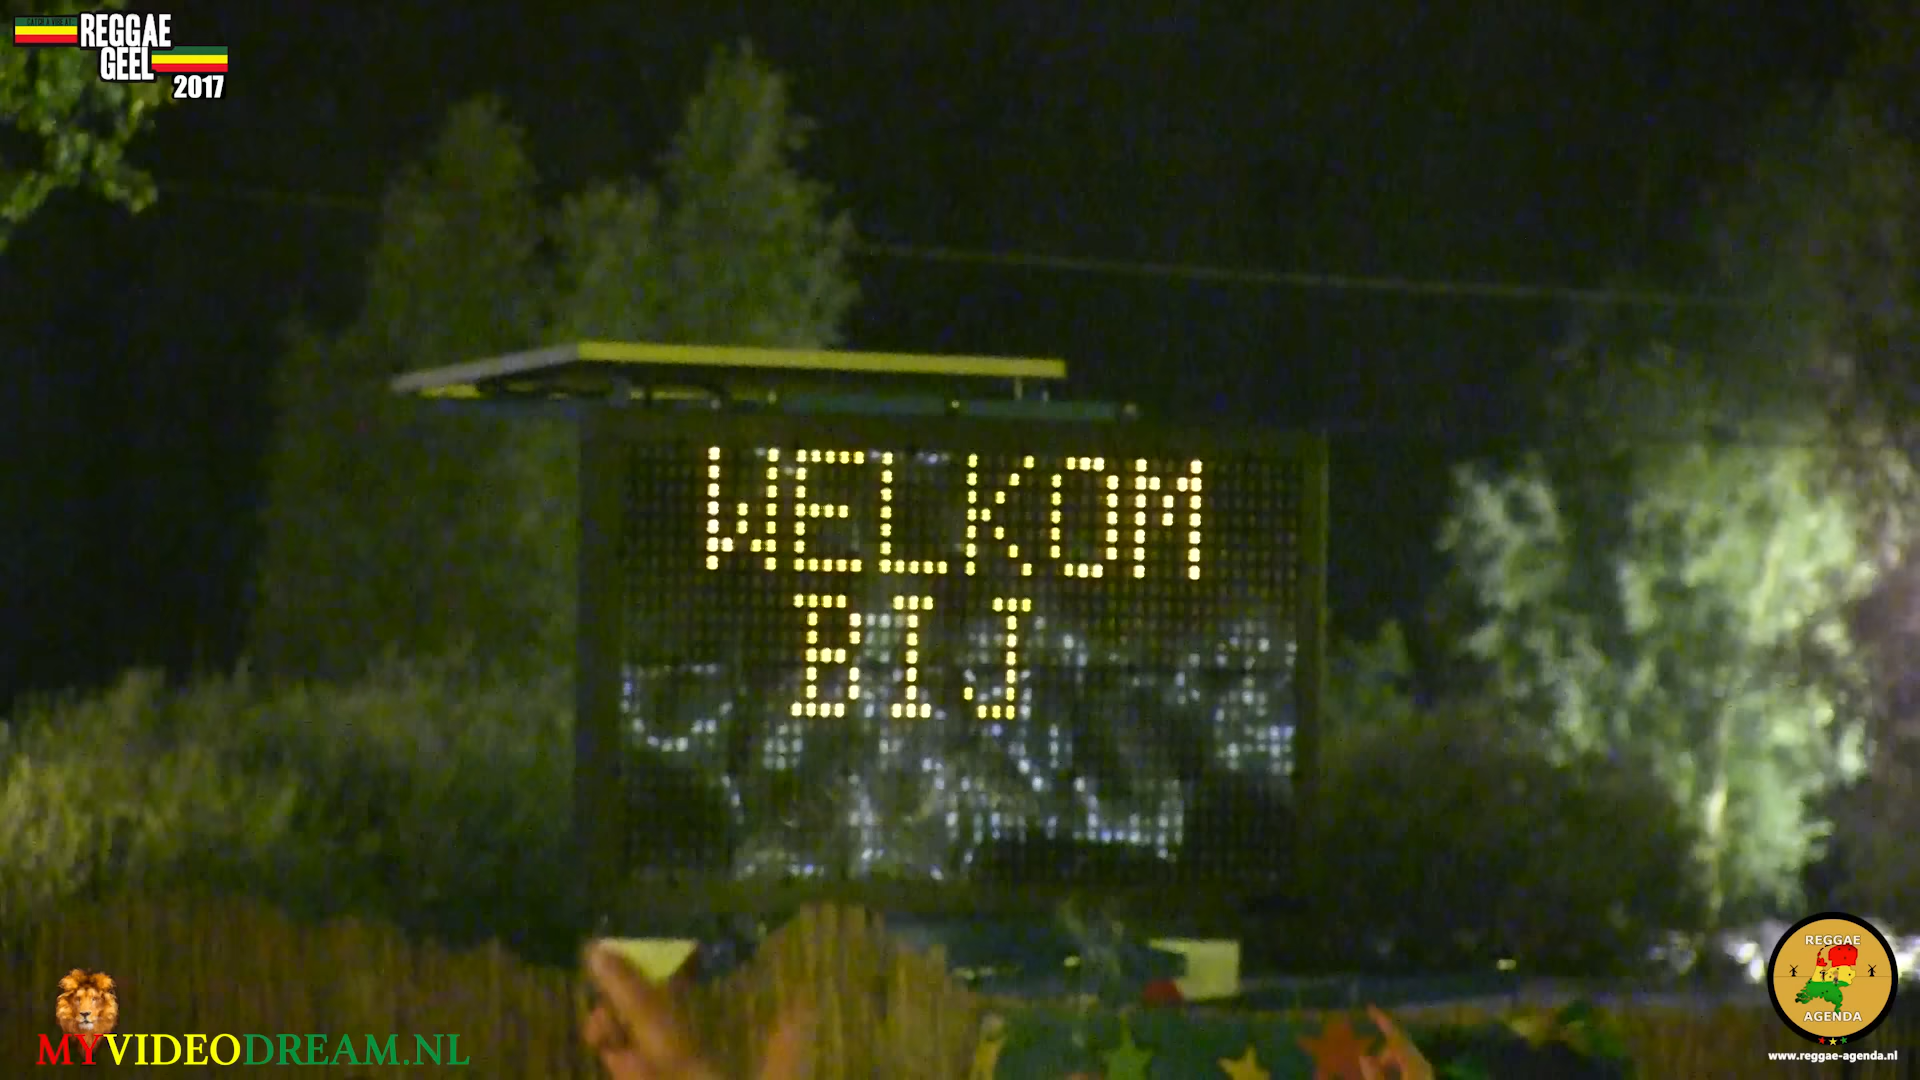 REGGAE
GEEL
2017
WELKOM
BIJ
MYVIDEODREAM.NL
REGGAE
AGENDA
www.reggae-agenda.nl